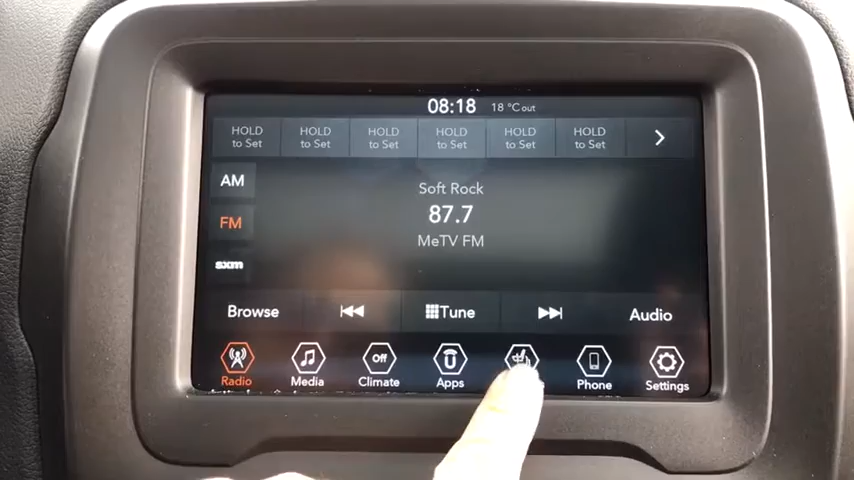 08:18 18°C out
HOLD to Set
HOLD to Set
HOLD to Set
HOLD to Set
HOLD to Set
HOLD to Set
AM
Soft Rock
FM
87.7
MeTV FM
sxm
Browse
Tune
Audio
Off
Radio
Media
Climate
Apps
Phone
Settings